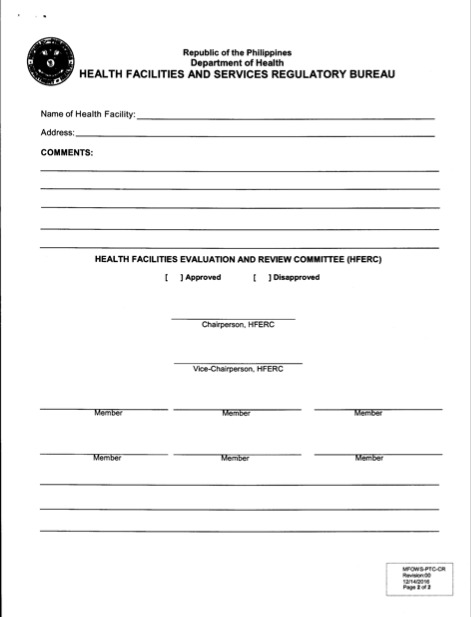 Republic of the Philippines
Department of Health
HEALTH FACILITIES AND SERVICES REGULATORY BUREAU
Name of Health Facility:
Address:
COMMENTS:
HEALTH FACILITIES EVALUATION AND REVIEW COMMITTEE (HFERC)
[ ] Approved [ ] Disapproved
Chairperson, HFERC
Vice-Chairperson, HFERC
Member Member Member
Member Member Member
MFOWS-PTC-CR
Revision:00
12/14/2016
Page 2 of 2